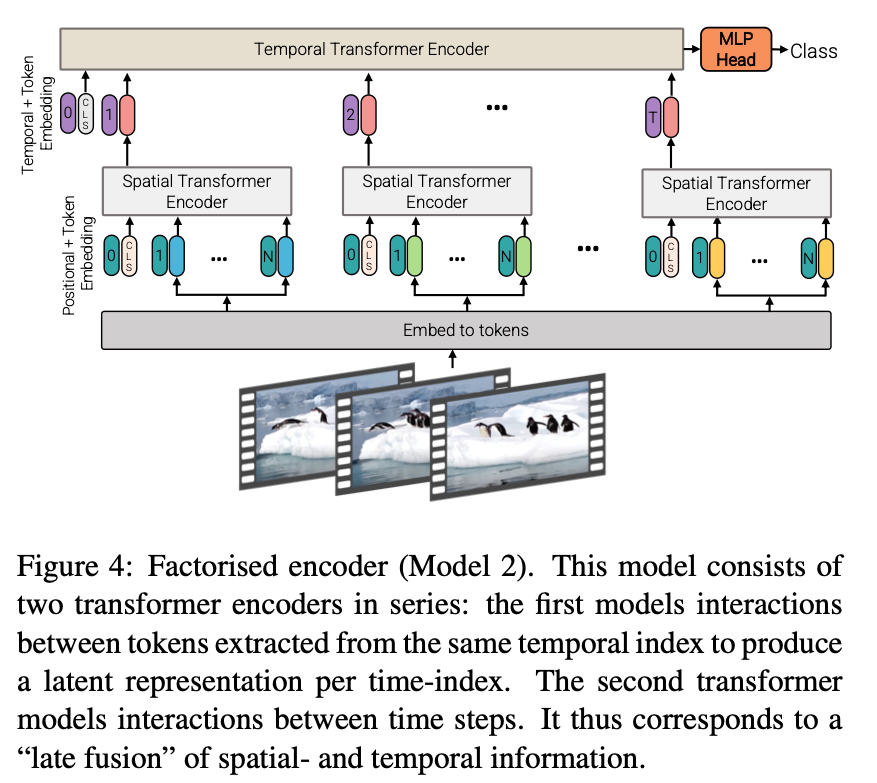 Temporal Transformer Encoder
MLP
Head
Class
Temporal + Token
Embedding
0 CLS 1 2 ... T
Spatial Transformer
Encoder
Spatial Transformer
Encoder
Spatial Transformer
Encoder
Positional + Token
Embedding
0 CLS 1 ... N 0 CLS 1 ... N ... 0 CLS 1 ... N
Embed to tokens
Figure 4: Factorised encoder (Model 2). This model consists of
two transformer encoders in series: the first models interactions
between tokens extracted from the same temporal index to produce
a latent representation per time-index. The second transformer
models interactions between time steps. It thus corresponds to a
“late fusion” of spatial- and temporal information.